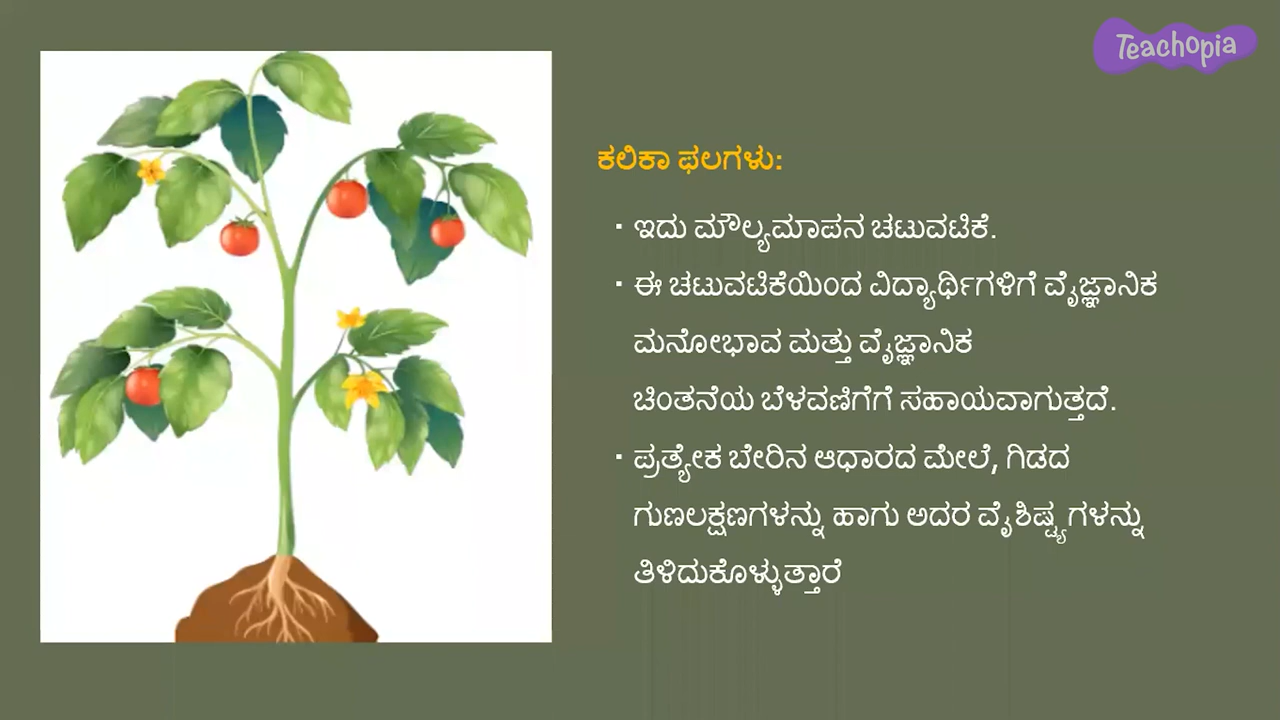 Teachopia
ಕಲಿಕಾ ಫಲಗಳು:
▪ ಇದು ಮೌಲ್ಯಮಾಪನ ಚಟುವಟಿಕೆ.
▪ ಈ ಚಟುವಟಿಕೆಯಿಂದ ವಿದ್ಯಾರ್ಥಿಗಳಿಗೆ ವೈಜ್ಞಾನಿಕ
ಮನೋಭಾವ ಮತ್ತು ವೈಜ್ಞಾನಿಕ
ಚಿಂತನೆಯ ಬೆಳವಣಿಗೆಗೆ ಸಹಾಯವಾಗುತ್ತದೆ.
▪ ಪ್ರತ್ಯೇಕ ಬೇರಿನ ಆಧಾರದ ಮೇಲೆ, ಗಿಡದ
ಗುಣಲಕ್ಷಣಗಳನ್ನು ಹಾಗು ಅದರ ವೈಶಿಷ್ಟ್ಯಗಳನ್ನು
ತಿಳಿದುಕೊಳ್ಳುತ್ತಾರೆ